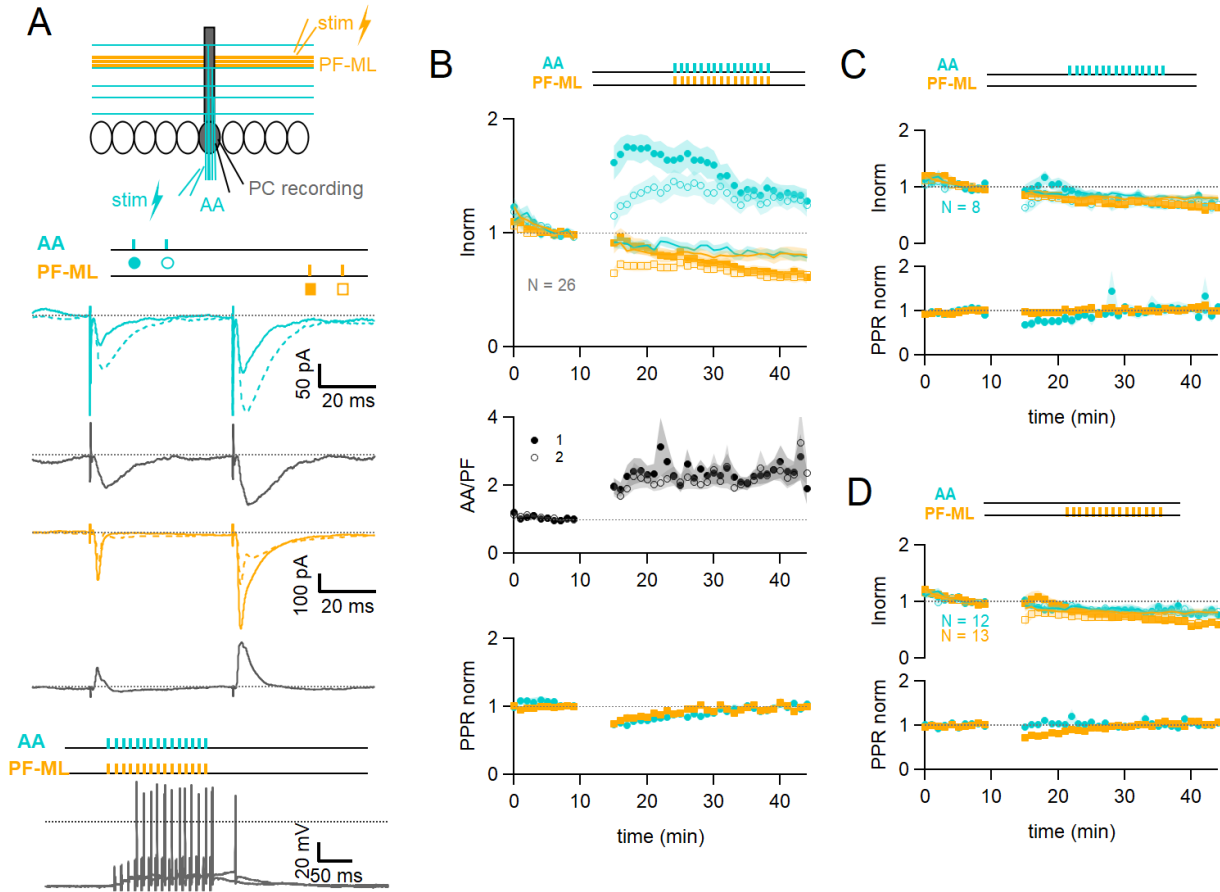 A
stim
PF-ML
PC recording
stim
AA
AA
PF-ML
50 pA
20 ms
100 pA
20 ms
AA
PF-ML
20 mV
50 ms
B
AA
PF-ML
2
1
0
Inorm
N = 26
0 10 20 30 40
4
2
0
AA/PF
1
2
0 10 20 30 40
2
1
0
PPR norm
0 10 20 30 40
time (min)
C
AA
PF-ML
2
1
0
Inorm
N = 8
2
1
0
PPR norm
0 10 20 30 40
time (min)
D
AA
PF-ML
2
1
0
Inorm
N = 12
N = 13
2
1
0
PPR norm
0 10 20 30 40
time (min)